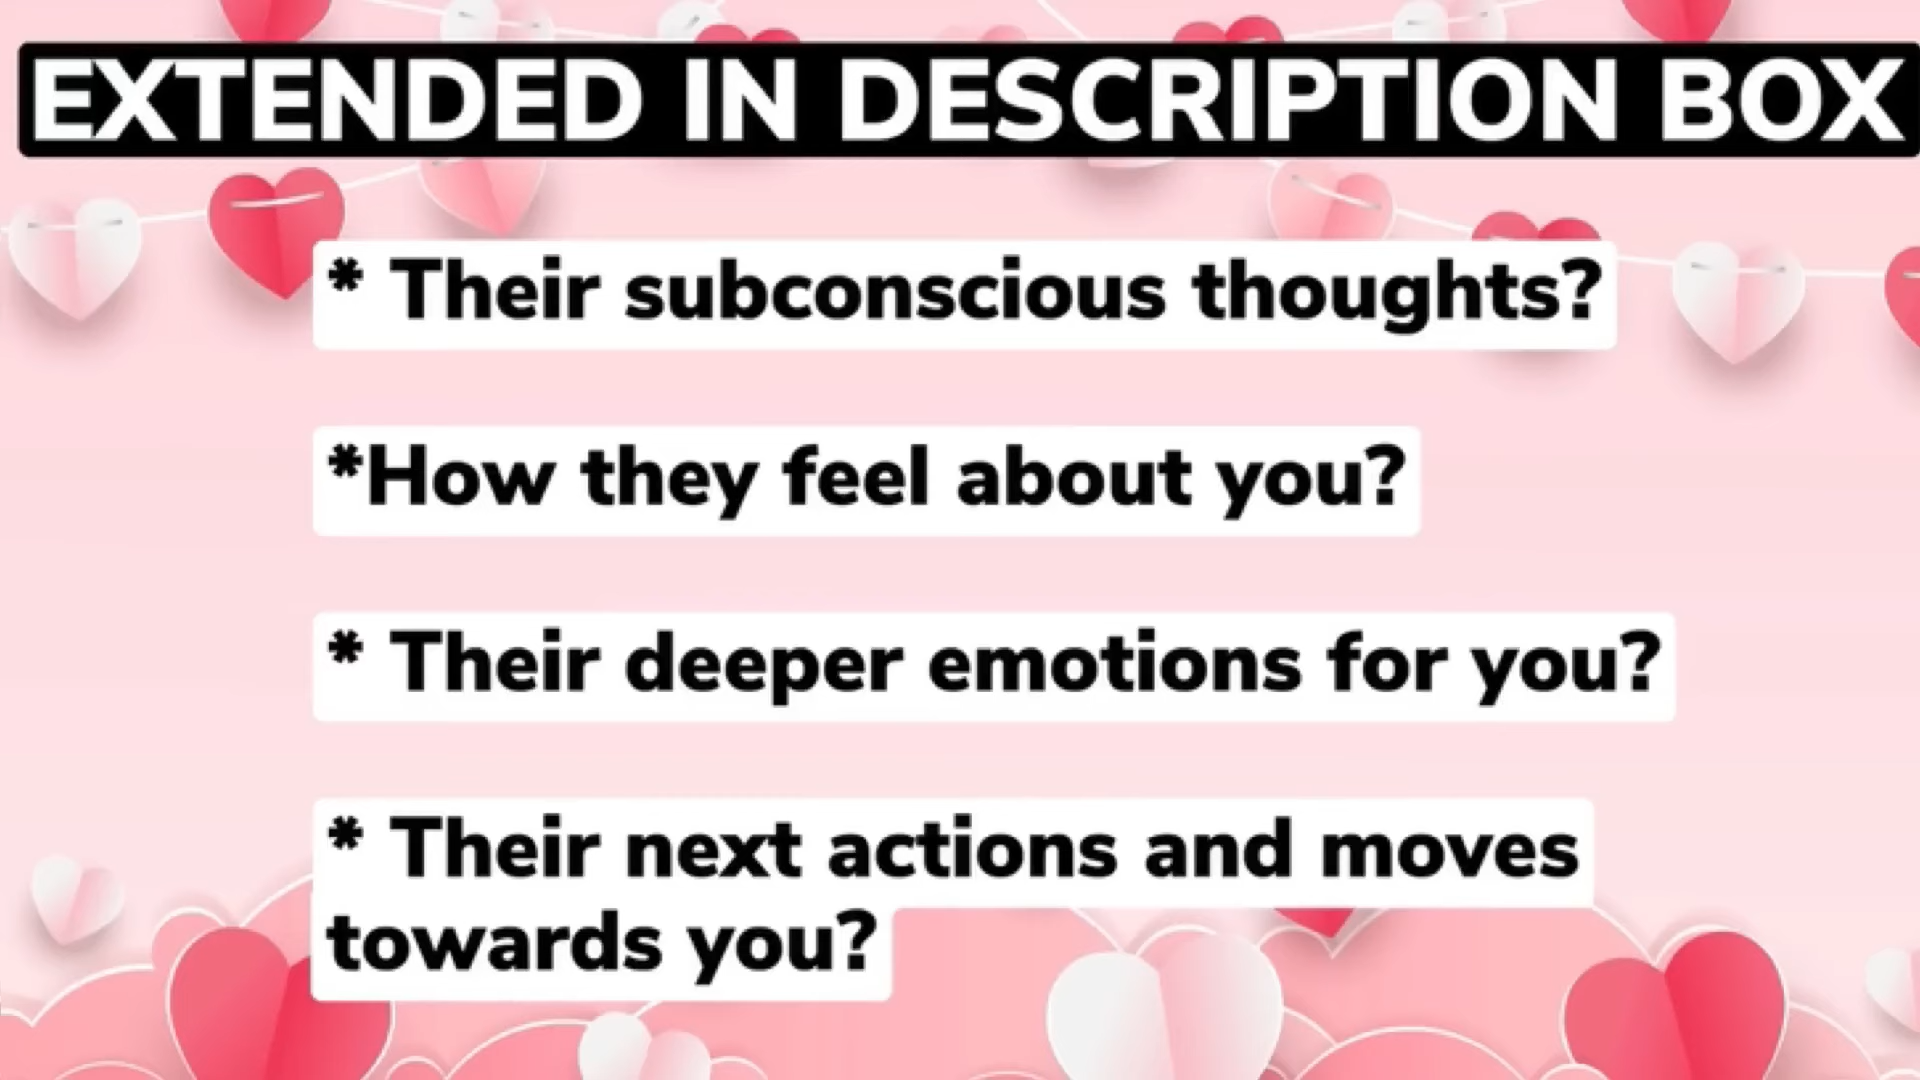 EXTENDED IN DESCRIPTION BOX
* Their subconscious thoughts?
*How they feel about you?
* Their deeper emotions for you?
* Their next actions and moves
towards you?